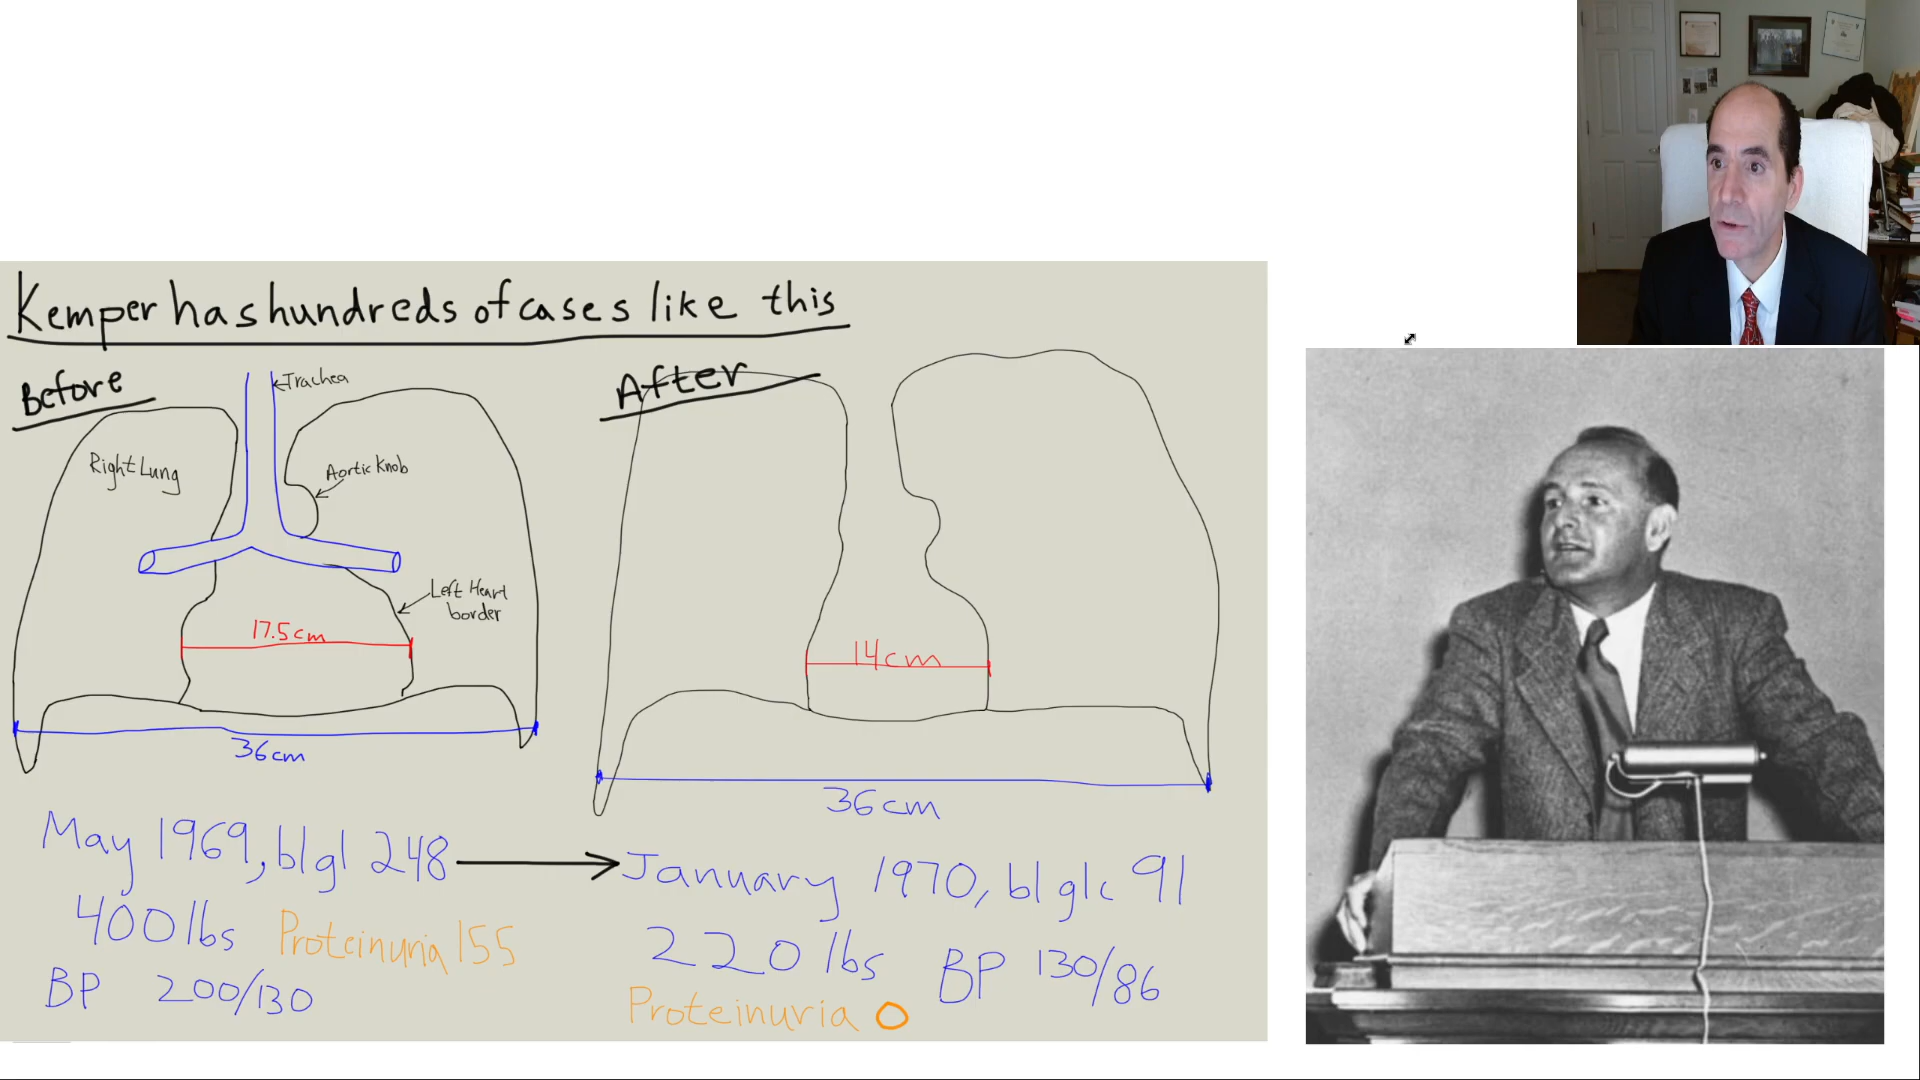 Kemper has hundreds of cases like this
Before
Trachea
After
Right Lung
Aortic Knob
Left Heart
border
17.5cm
14cm
36cm
36cm
May 1969, blgl 248
400 lbs Proteinuria 155
BP 200/130
January 1970, bl glc 91
220 lbs BP 130/86
Proteinuria 0